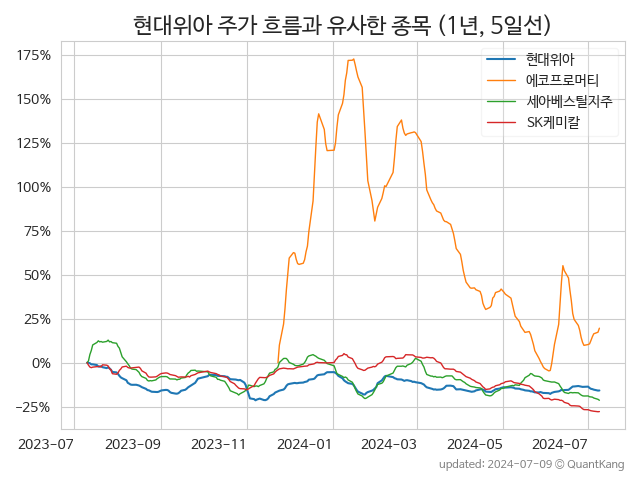 현대위아 주가 흐름과 유사한 종목 (1년, 5일선)
현대위아
에코프로머티
세아베스틸지주
SK케미칼
175%
150%
125%
100%
75%
50%
25%
0%
−25%
2023-07 2023-09 2023-11 2024-01 2024-03 2024-05 2024-07
updated: 2024-07-09 ⓒ QuantKang